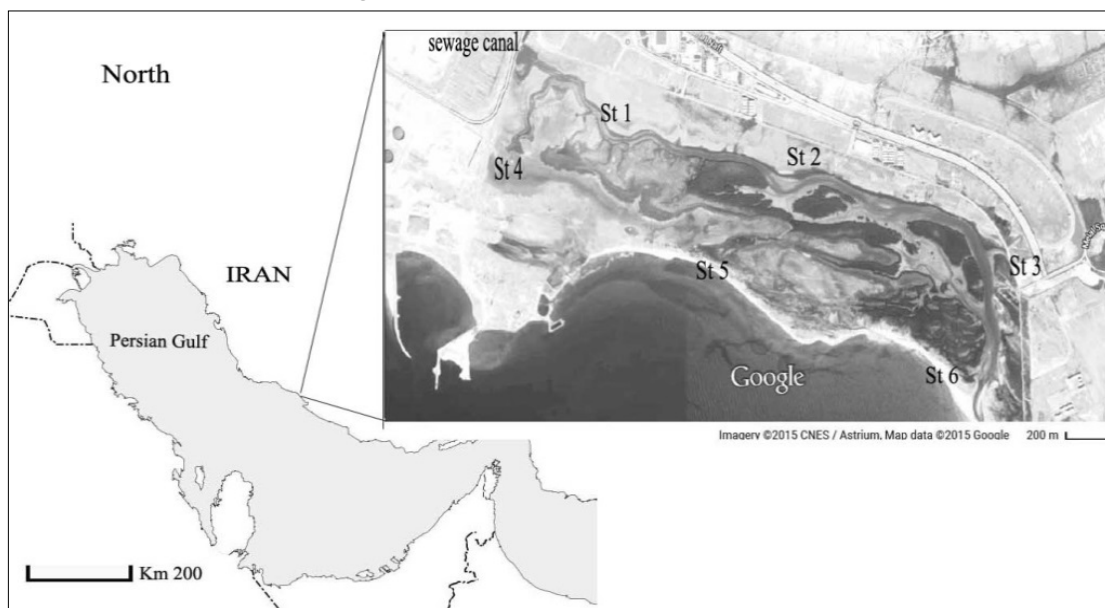 North
IRAN
Persian Gulf
Km 200
sewage canal
St 1
St 2
St 4
St 3
St 5
St 6
Google
Imagery ©2015 CNES / Astrium, Map data ©2015 Google 200 m